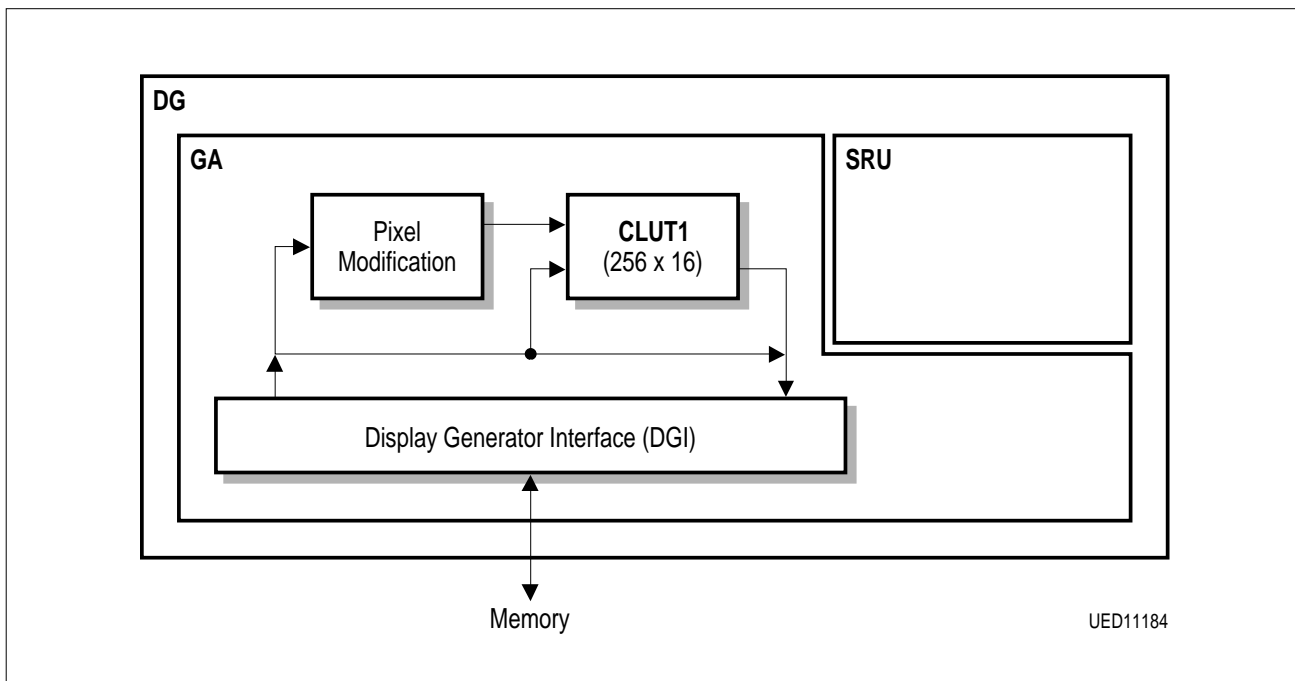 DG
GA
SRU
Pixel
Modification
CLUT1
(256 x 16)
Display Generator Interface (DGI)
Memory
UED11184